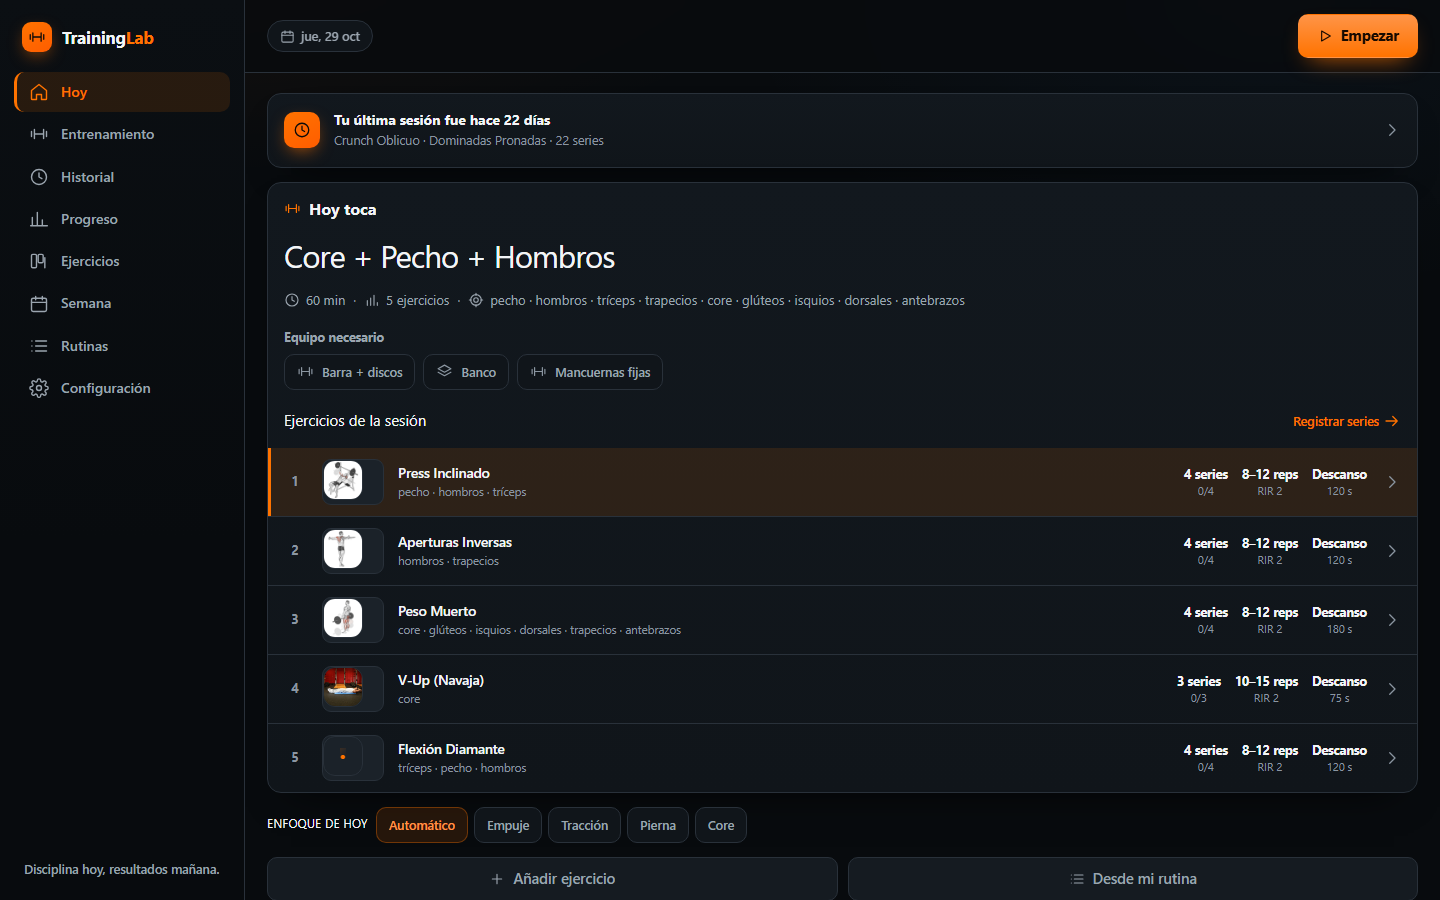 TrainingLab
Hoy
Entrenamiento
Historial
Progreso
Ejercicios
Semana
Rutinas
Configuración
Disciplina hoy, resultados mañana.
jue, 29 oct
Empezar
Tu última sesión fue hace 22 días
Crunch Oblicuo · Dominadas Pronadas · 22 series
Hoy toca
Core + Pecho + Hombros
60 min · 5 ejercicios · pecho · hombros · tríceps · trapecios · core · glúteos · isquios · dorsales · antebrazos
Equipo necesario
Barra + discos
Banco
Mancuernas fijas
Ejercicios de la sesión
Registrar series →
1
Press Inclinado
pecho · hombros · tríceps
4 series 8–12 reps Descanso
0/4 RIR 2 120 s
2
Aperturas Inversas
hombros · trapecios
4 series 8–12 reps Descanso
0/4 RIR 2 120 s
3
Peso Muerto
core · glúteos · isquios · dorsales · trapecios · antebrazos
4 series 8–12 reps Descanso
0/4 RIR 2 180 s
4
V-Up (Navaja)
core
3 series 10–15 reps Descanso
0/3 RIR 2 75 s
5
Flexión Diamante
tríceps · pecho · hombros
4 series 8–12 reps Descanso
0/4 RIR 2 120 s
ENFOQUE DE HOY
Automático
Empuje
Tracción
Pierna
Core
+ Añadir ejercicio
Desde mi rutina